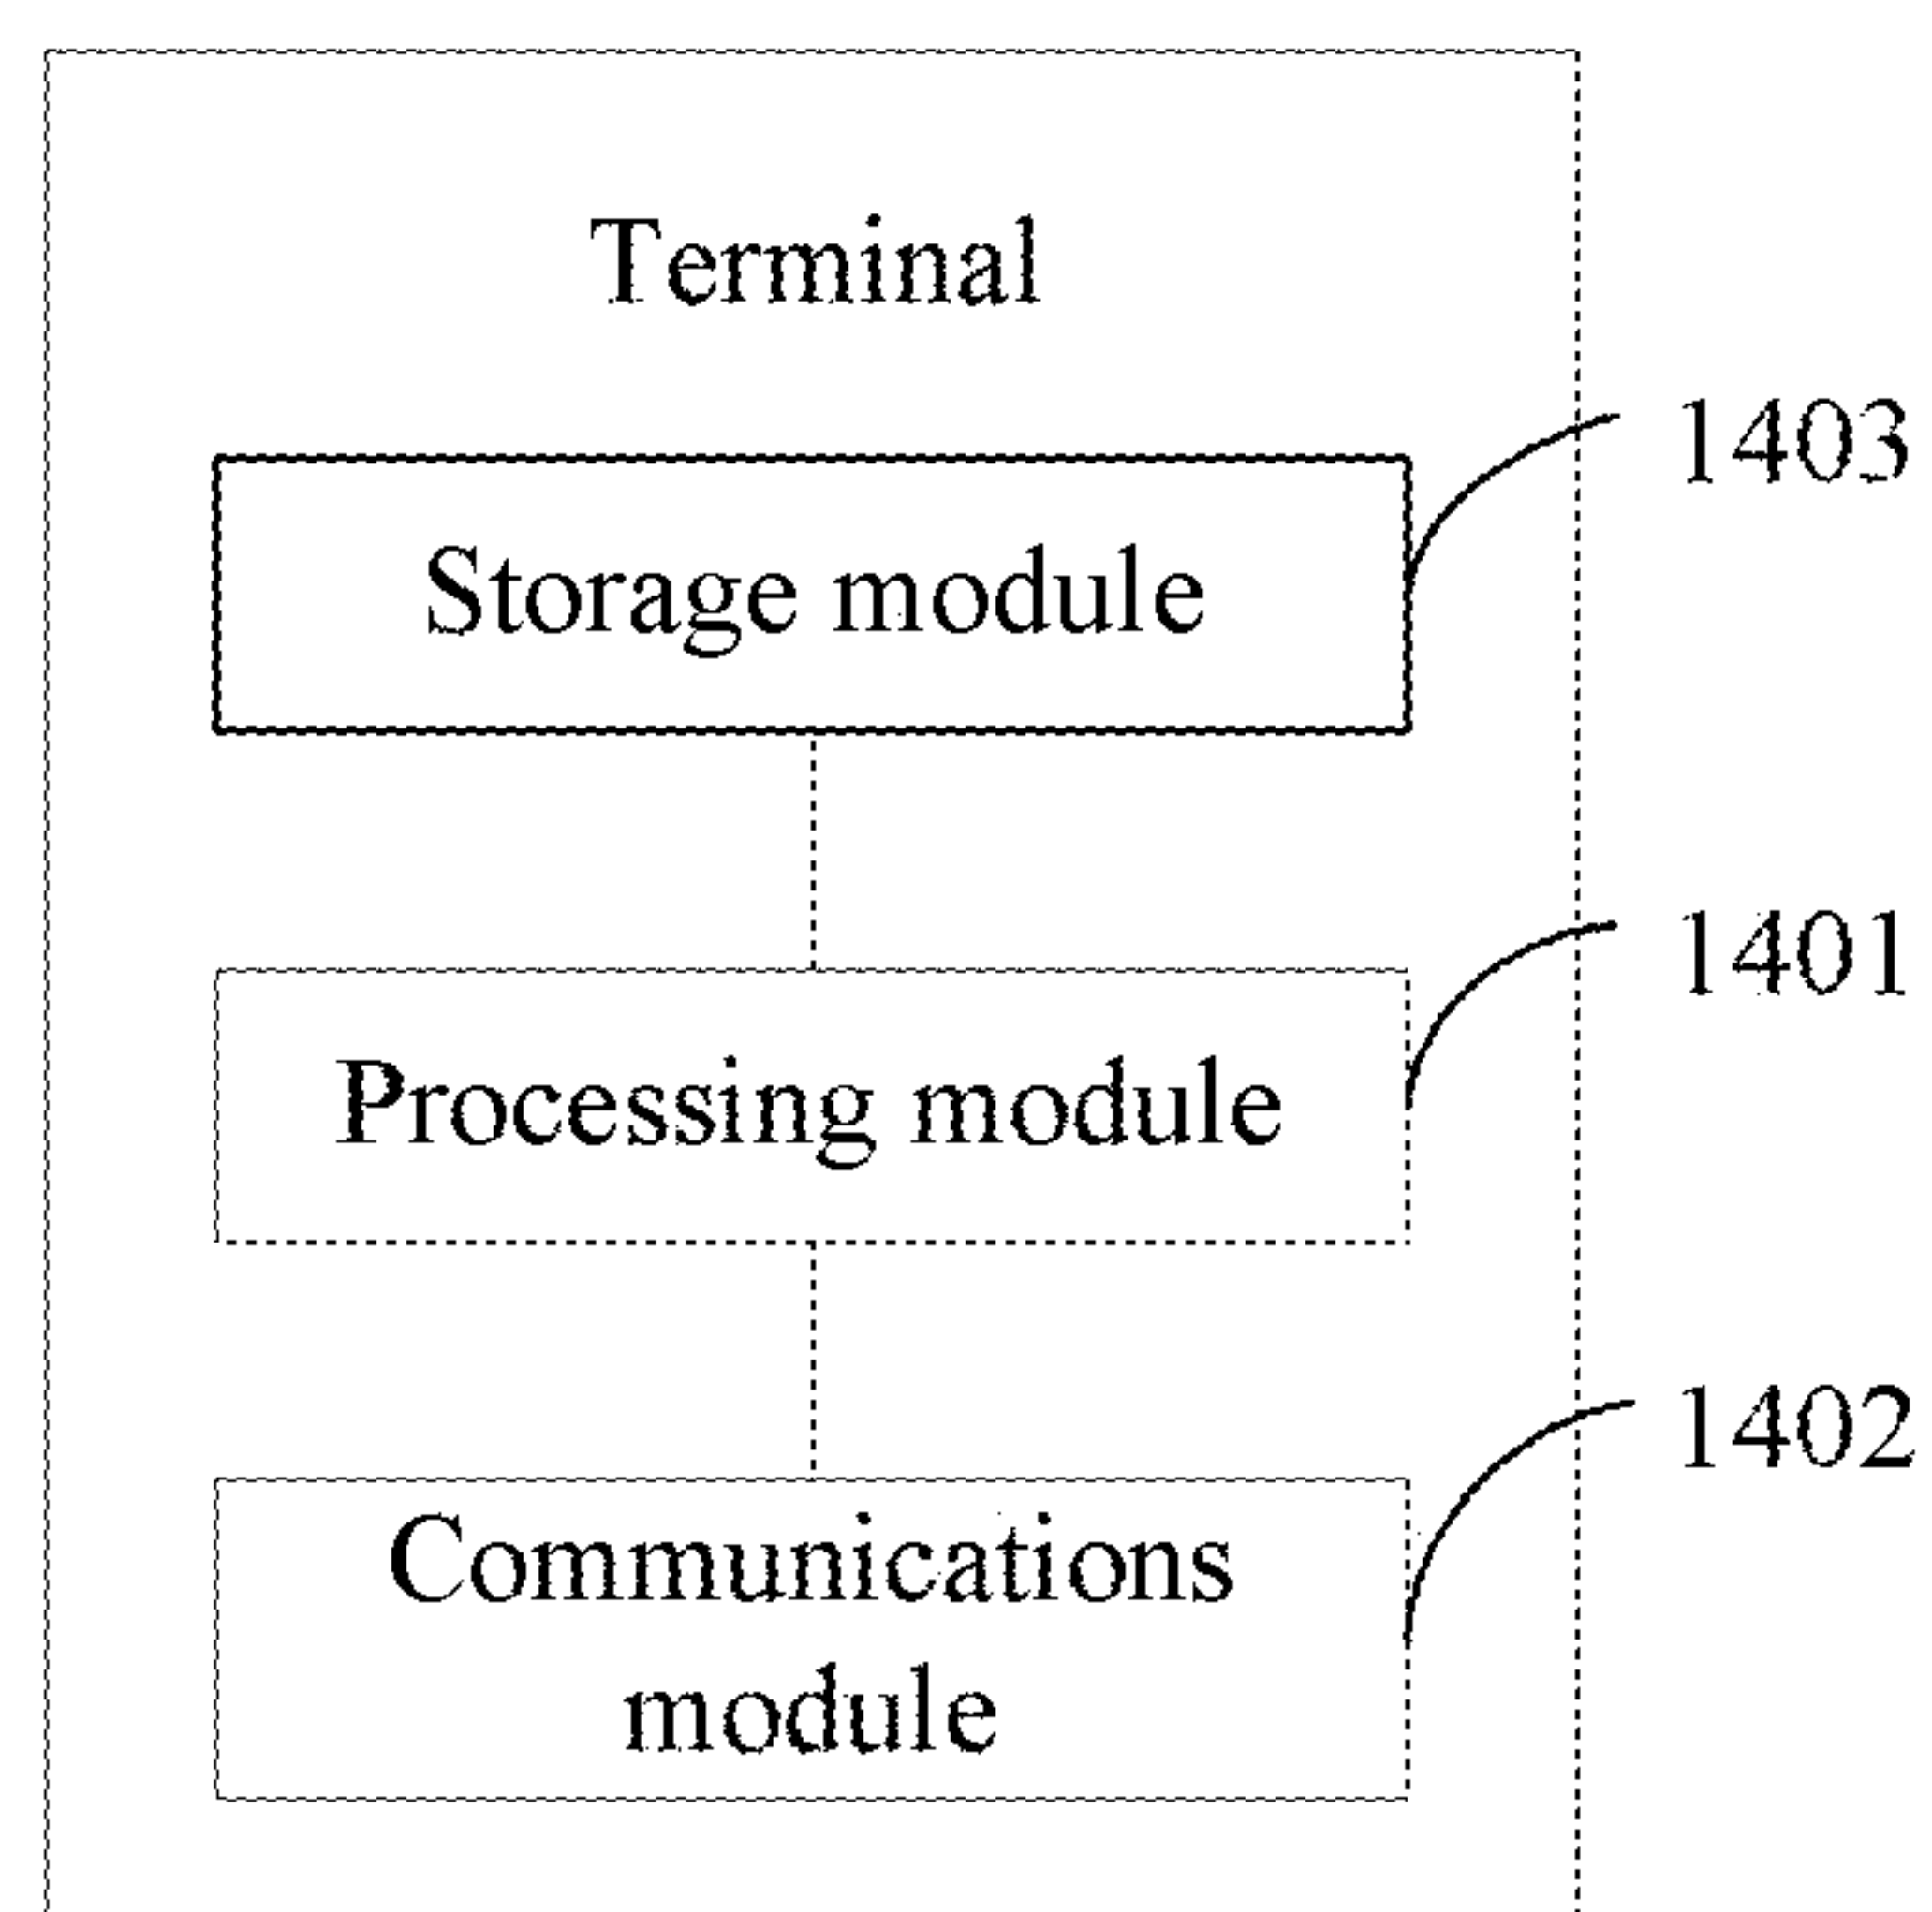 Terminal
1403
Storage module
1401
Processing module
1402
Communications
module